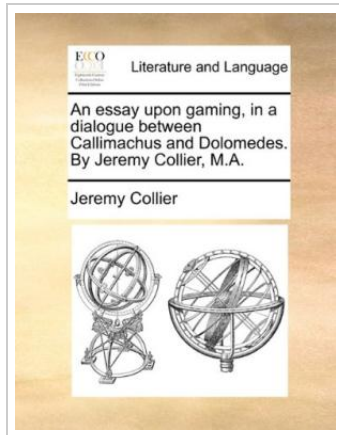 ECCO
Literature and Language
An essay upon gaming, in a
dialogue between
Callimachus and Dolomedes.
By Jeremy Collier, M.A.
Jeremy Collier